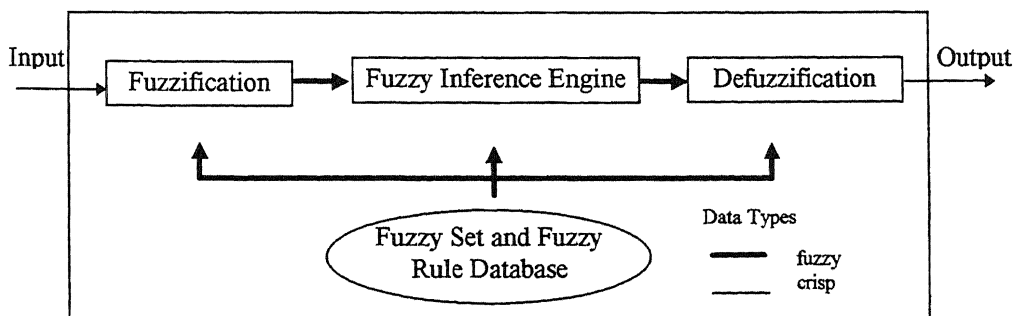 Input
Fuzzification
Fuzzy Inference Engine
Defuzzification
Output
Fuzzy Set and Fuzzy
Rule Database
Data Types
fuzzy
crisp